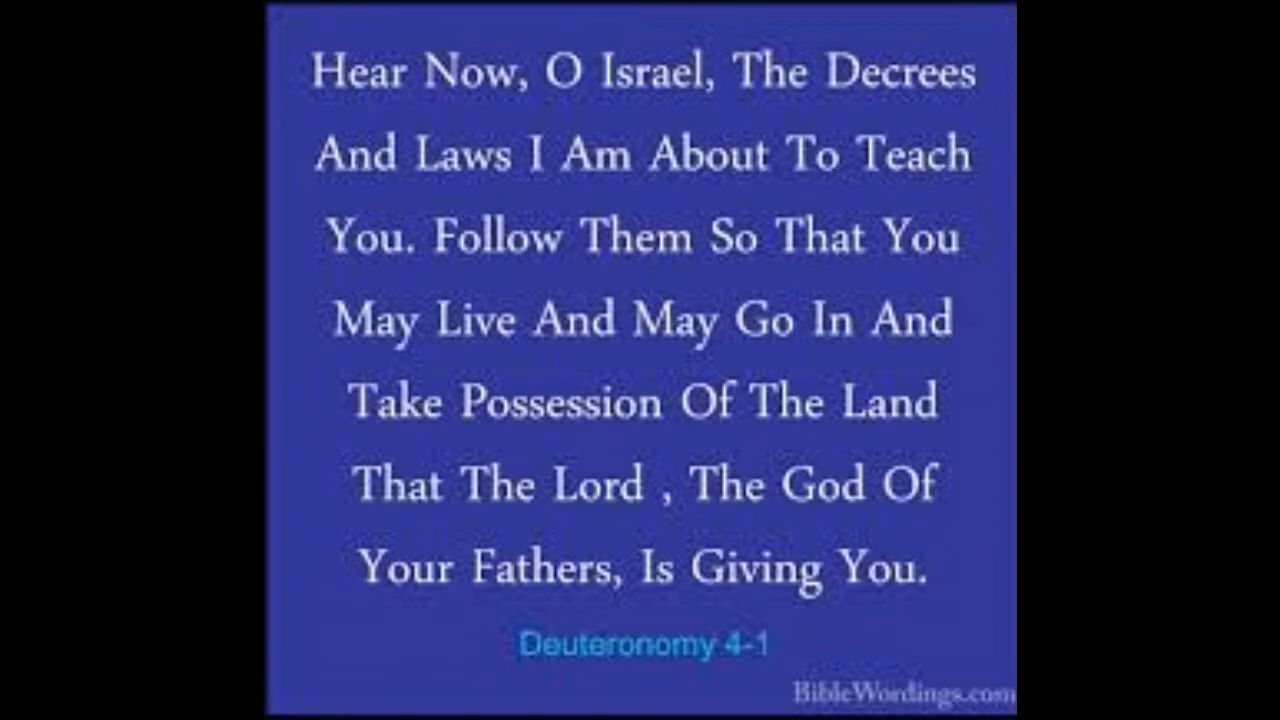 Hear Now, O Israel, The Decrees
And Laws I Am About To Teach
You. Follow Them So That You
May Live And May Go In And
Take Possession Of The Land
That The Lord , The God Of
Your Fathers, Is Giving You.
Deuteronomy 4-1
BibleWordings.com